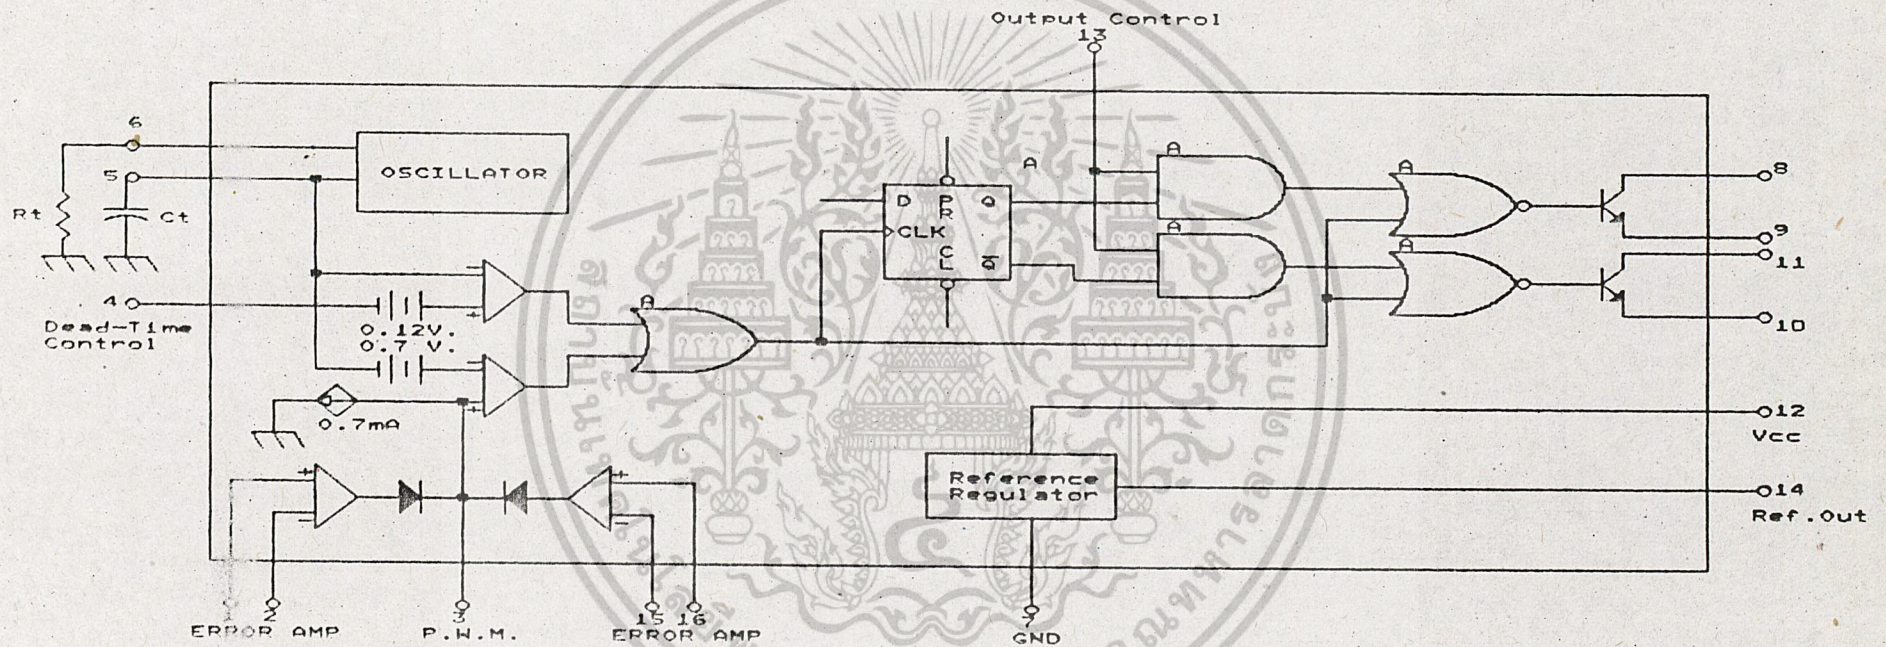 Output Control
13
6
5
Rt
Ct
OSCILLATOR
4
Dead-Time
Control
0.12V.
0.7 V.
0.7mA
A
D
PR
Q
CLK
CL
Q̅
A
A
A
A
A
8
9
11
10
12
Vcc
Reference
Regulator
14
Ref.Out
+
-
+
-
-
+
-
+
1
2
ERROR AMP
3
P.W.M.
15 16
ERROR AMP
7
GND